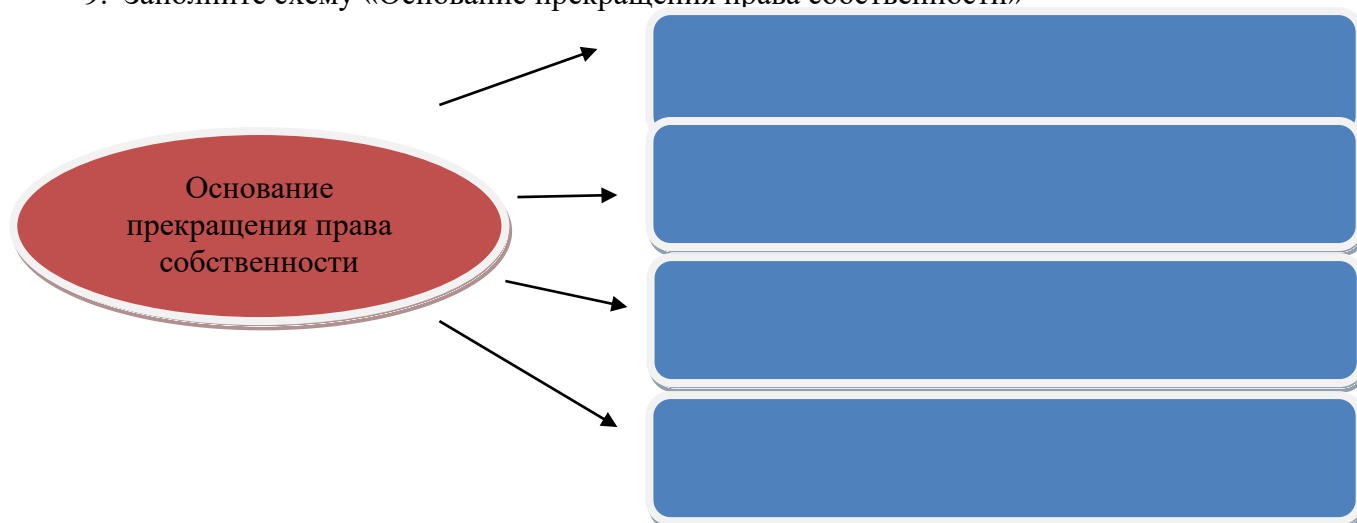 9. Заполните схему «Основание прекращения права собственности»
Основание
прекращения права
собственности